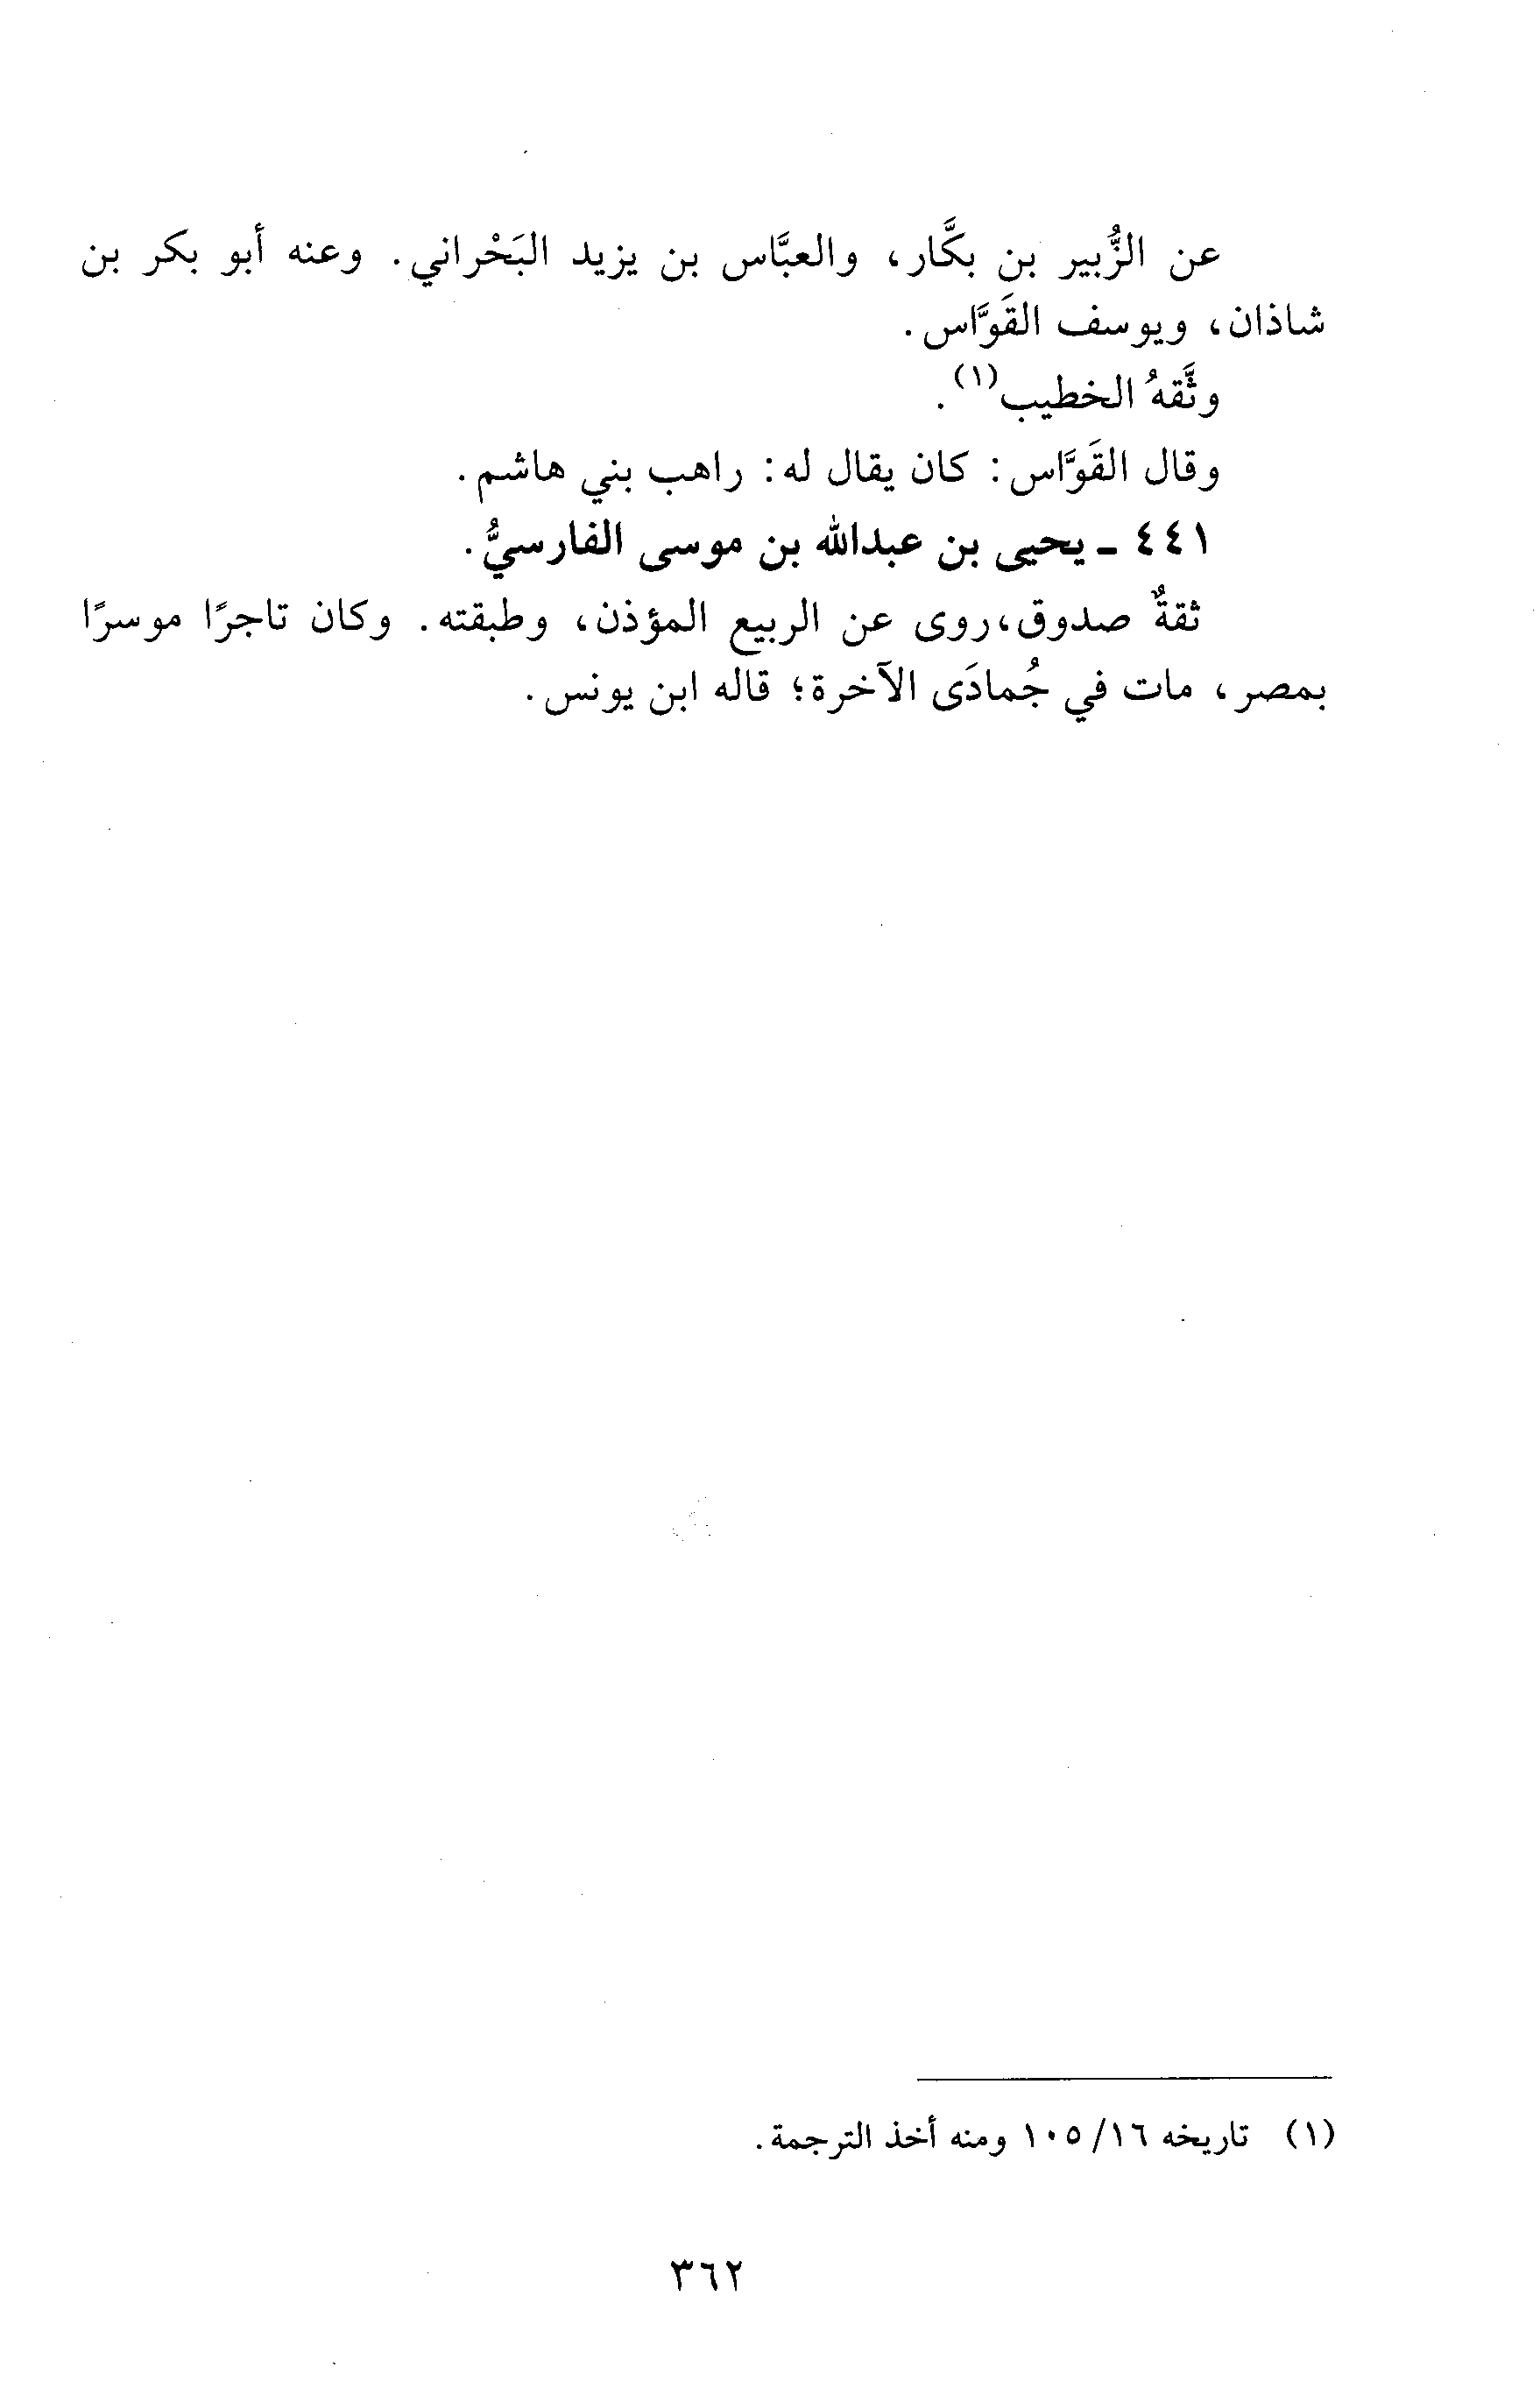 عن الزُّبير بن بكَّار، والعبَّاس بن يزيد البَحْراني. وعنه أبو بكر بن
شاذان، ويوسف القَوَّاس.
وثَّقهُ الخطيب(١).
وقال القَوَّاس: كان يقال له: راهب بني هاشم.
٤٤١ - يحيى بن عبدالله بن موسى الفارسيُّ.
ثقةٌ صدوق،روى عن الربيع المؤذن، وطبقته. وكان تاجرًا موسرًا
بمصر، مات في جُمادَى الآخرة؛ قاله ابن يونس.
(١) تاريخه ١٦/ ١٠٥ ومنه أخذ الترجمة.
٣٦٢